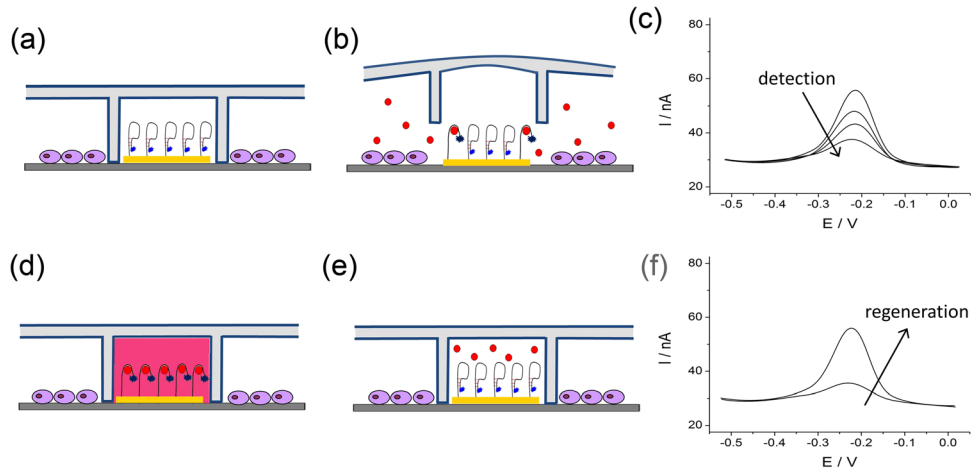 (a)
(b)
(c)
80
60
40
20
I / nA
detection
-0.5 -0.4 -0.3 -0.2 -0.1 0.0
E / V
(d)
(e)
(f)
80
60
40
20
I / nA
regeneration
-0.5 -0.4 -0.3 -0.2 -0.1 0.0
E / V